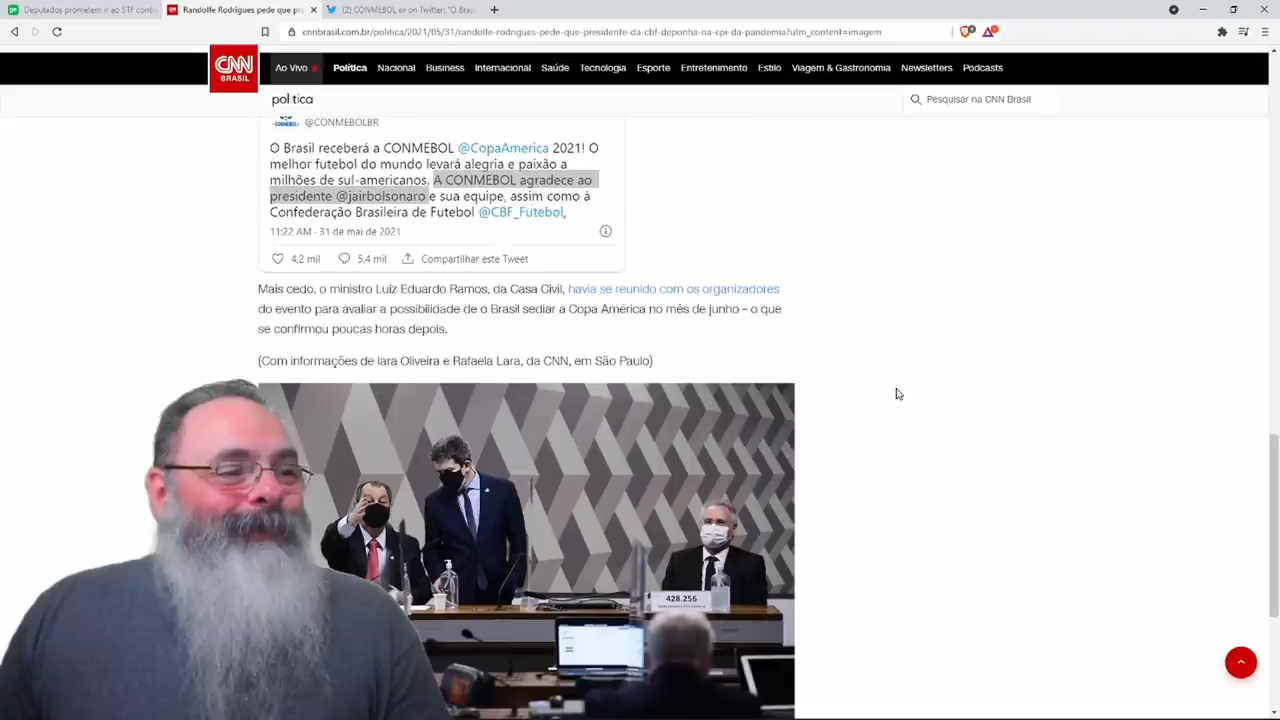 Deputados prometem ir ao STF contr
Randolfe Rodrigues pede que pre
(2) CONMEBOL en on Twitter: "O Bras
cnnbrasil.com.br/politica/2021/05/31/randolfe-rodrigues-pede-que-presidente-da-cbf-deponha-na-cpi-da-pandemia?utm_content=imagem
CNN
BRASIL
Ao Vivo
Política
Nacional
Business
Internacional
Saúde
Tecnologia
Esporte
Entretenimento
Estilo
Viagem & Gastronomia
Newsletters
Podcasts
política
Pesquisar na CNN Brasil
CONMEBOL
@CONMEBOLBR
O Brasil receberá a CONMEBOL @CopaAmerica 2021! O
melhor futebol do mundo levará alegria e paixão a
milhões de sul-americanos. A CONMEBOL agradece ao
presidente @jairbolsonaro e sua equipe, assim como à
Confederação Brasileira de Futebol @CBF_Futebol,
11:22 AM · 31 de mai de 2021
4,2 mil
5,4 mil
Compartilhar este Tweet
Mais cedo, o ministro Luiz Eduardo Ramos, da Casa Civil, havia se reunido com os organizadores
do evento para avaliar a possibilidade de o Brasil sediar a Copa América no mês de junho – o que
se confirmou poucas horas depois.
(Com informações de Iara Oliveira e Rafaela Lara, da CNN, em São Paulo)
428.256